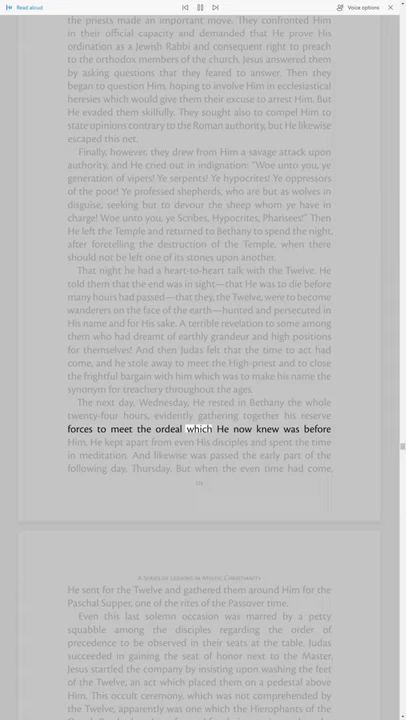 Read aloud
Voice options
the priests made an important move. They confronted Him
in their official capacity and demanded that He prove His
ordination as a Jewish Rabbi and consequent right to preach
to the orthodox members of the church. Jesus answered them
by asking questions that they feared to answer. Then they
began to question Him, hoping to involve Him in ecclesiastical
heresies which would give them their excuse to arrest Him. But
He evaded them skilfully. They sought also to compel Him to
state opinions contrary to the Roman authority, but He likewise
escaped this net.
Finally, however, they drew from Him a savage attack upon
authority, and He cried out in indignation: “Woe unto you, ye
generation of vipers! Ye serpents! Ye hypocrites! Ye oppressors
of the poor! Ye professed shepherds, who are but as wolves in
disguise, seeking but to devour the sheep whom ye have in
charge! Woe unto you, ye Scribes, Hypocrites, Pharisees!” Then
He left the Temple and returned to Bethany to spend the night,
after foretelling the destruction of the Temple, when there
should not be left one of its stones upon another.
That night he had a heart-to-heart talk with the Twelve. He
told them that the end was in sight—that He was to die before
many hours had passed—that they, the Twelve, were to become
wanderers on the face of the earth—hunted and persecuted in
His name and for His sake. A terrible revelation to some among
them who had dreamt of earthly grandeur and high positions
for themselves! And then Judas felt that the time to act had
come, and he stole away to meet the High-priest and to close
the frightful bargain with him which was to make his name the
synonym for treachery throughout the ages.
The next day, Wednesday, He rested in Bethany the whole
twenty-four hours, evidently gathering together his reserve
forces to meet the ordeal which He now knew was before
Him. He kept apart from even His disciples and spent the time
in meditation. And likewise was passed the early part of the
following day, Thursday. But when the even time had come,
A Series of Lessons in Mystic Christianity
He sent for the Twelve and gathered them around Him for the
Paschal Supper, one of the rites of the Passover time.
Even this last solemn occasion was marred by a petty
squabble among the disciples regarding the order of
precedence to be observed in their seats at the table. Judas
succeeded in gaining the seat of honor next to the Master.
Jesus startled the company by insisting upon washing the feet
of the Twelve, an act which placed them on a pedestal above
Him. This occult ceremony, which was not comprehended by
the Twelve, apparently was one which the Hierophants of the